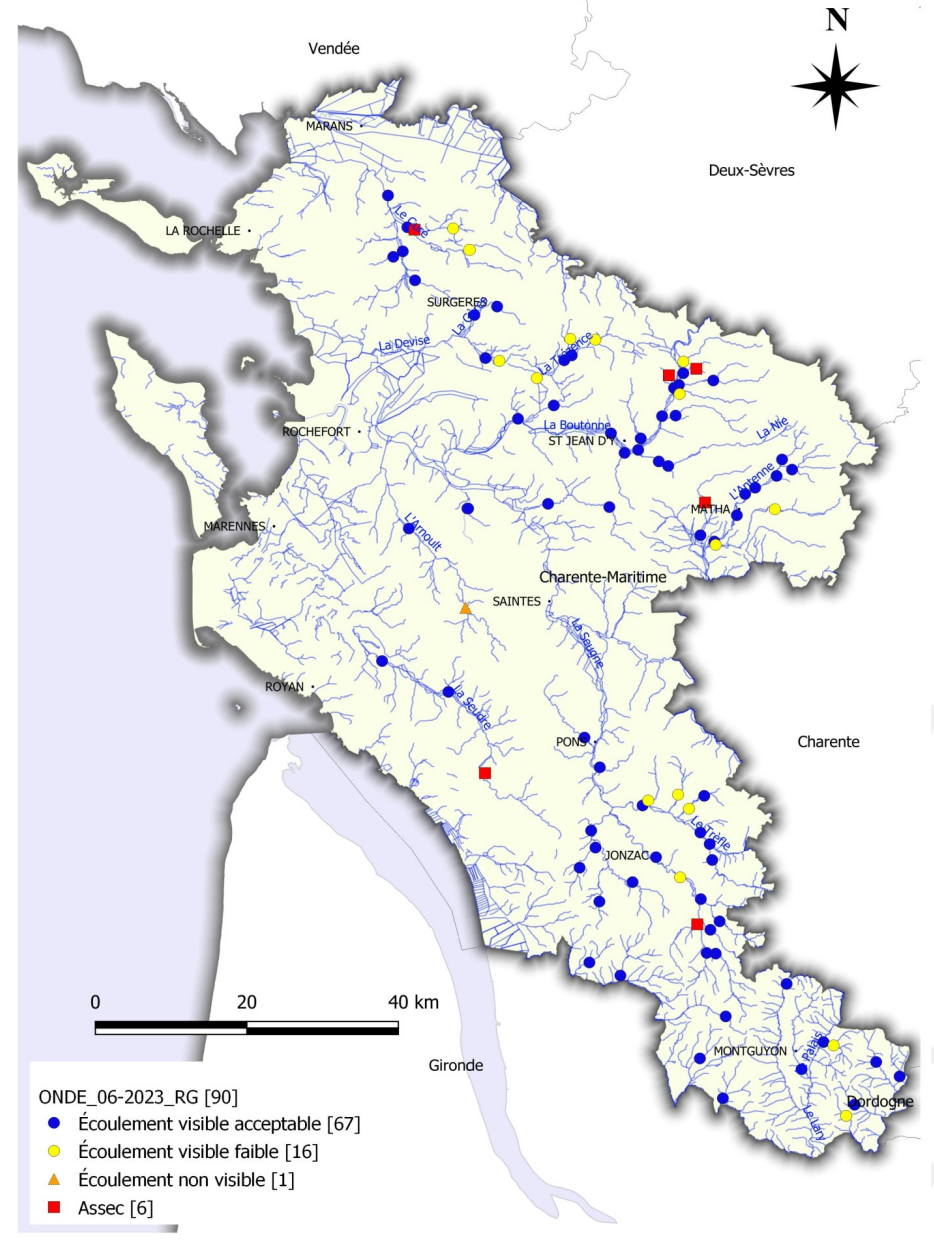 N
Vendée
MARANS
Deux-Sèvres
Le Curé
LA ROCHELLE
SURGERES
La Devise
La Trézence
La Boutonne
La Nie
ROCHEFORT
ST JEAN D'Y
L'Antenne
MATHA
L'Arnoult
MARENNES
Charente-Maritime
SAINTES
La Seugne
ROYAN
La Seudre
PONS
Charente
Le Trèfle
JONZAC
0 20 40 km
MONTGUYON
Palais
Gironde
Dordogne
Le Lary
ONDE_06-2023_RG [90]
Écoulement visible acceptable [67]
Écoulement visible faible [16]
Écoulement non visible [1]
Assec [6]